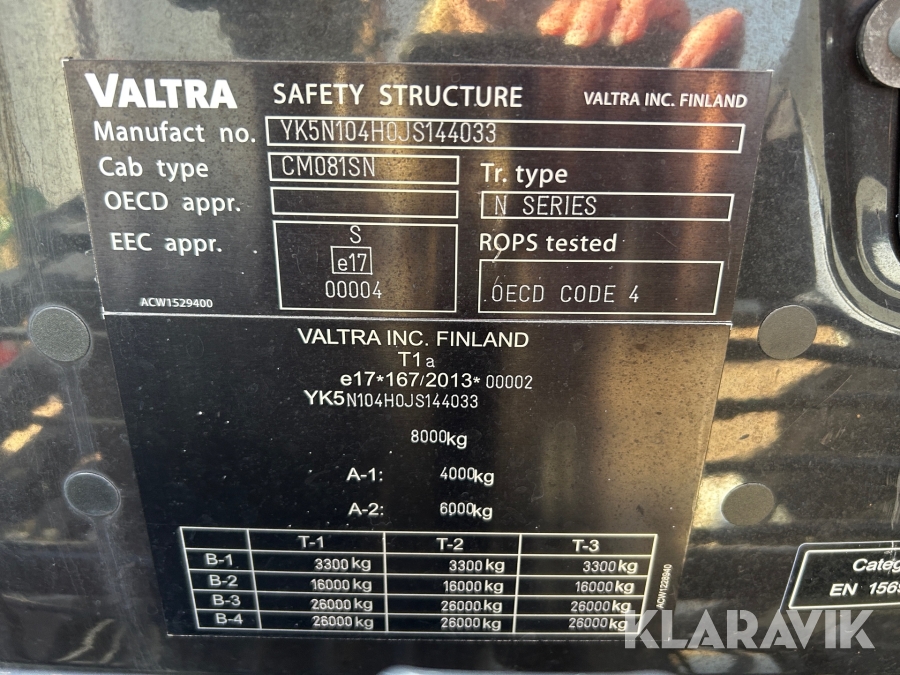 VALTRA SAFETY STRUCTURE VALTRA INC. FINLAND
Manufact no. YK5N104H0JS144033
Cab type CM081SN
Tr. type
OECD appr. N SERIES
EEC appr. S
e17
00004
ROPS tested
OECD CODE 4
ACW1529400
VALTRA INC. FINLAND
T1a
e17*167/2013*00002
YK5N104H0JS144033
8000kg
A-1: 4000kg
A-2: 6000kg
T-1 T-2 T-3
B-1 3300kg 3300kg 3300kg
B-2 16000kg 16000kg 16000kg
B-3 26000kg 26000kg 26000kg
B-4 26000kg 26000kg 26000kg
EN
KLARAVIK